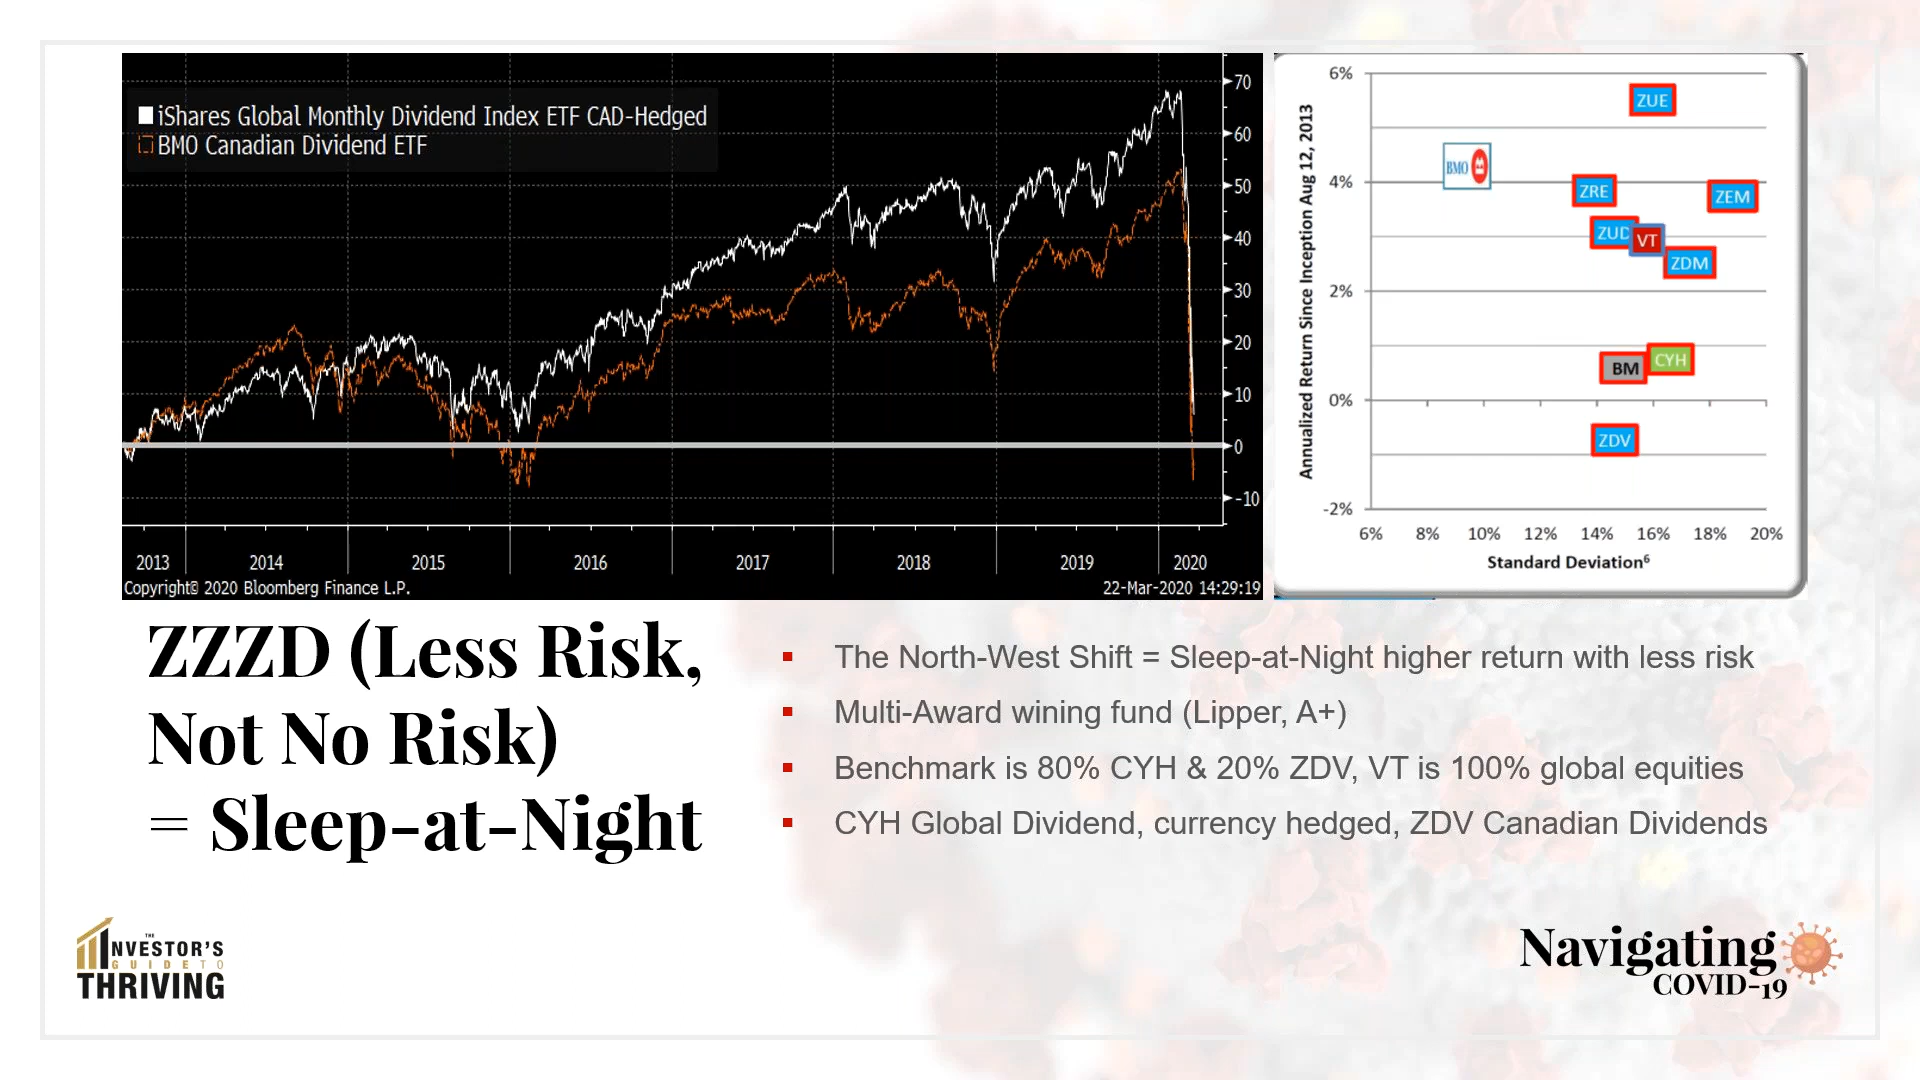 iShares Global Monthly Dividend Index ETF CAD-Hedged
BMO Canadian Dividend ETF
70
60
50
40
30
20
10
0
-10
2013 2014 2015 2016 2017 2018 2019 2020
Copyright© 2020 Bloomberg Finance L.P. 22-Mar-2020 14:29:19
Annualized Return Since Inception Aug 12, 2013
6%
4%
2%
0%
-2%
ZUE
BMO
ZRE
ZEM
ZUD
VT
ZDM
CYH
BM
ZDV
6% 8% 10% 12% 14% 16% 18% 20%
Standard Deviation⁶
ZZZD (Less Risk,
Not No Risk)
= Sleep-at-Night
The North-West Shift = Sleep-at-Night higher return with less risk
Multi-Award wining fund (Lipper, A+)
Benchmark is 80% CYH & 20% ZDV, VT is 100% global equities
CYH Global Dividend, currency hedged, ZDV Canadian Dividends
THE
INVESTOR'S
GUIDE TO
THRIVING
Navigating
COVID-19